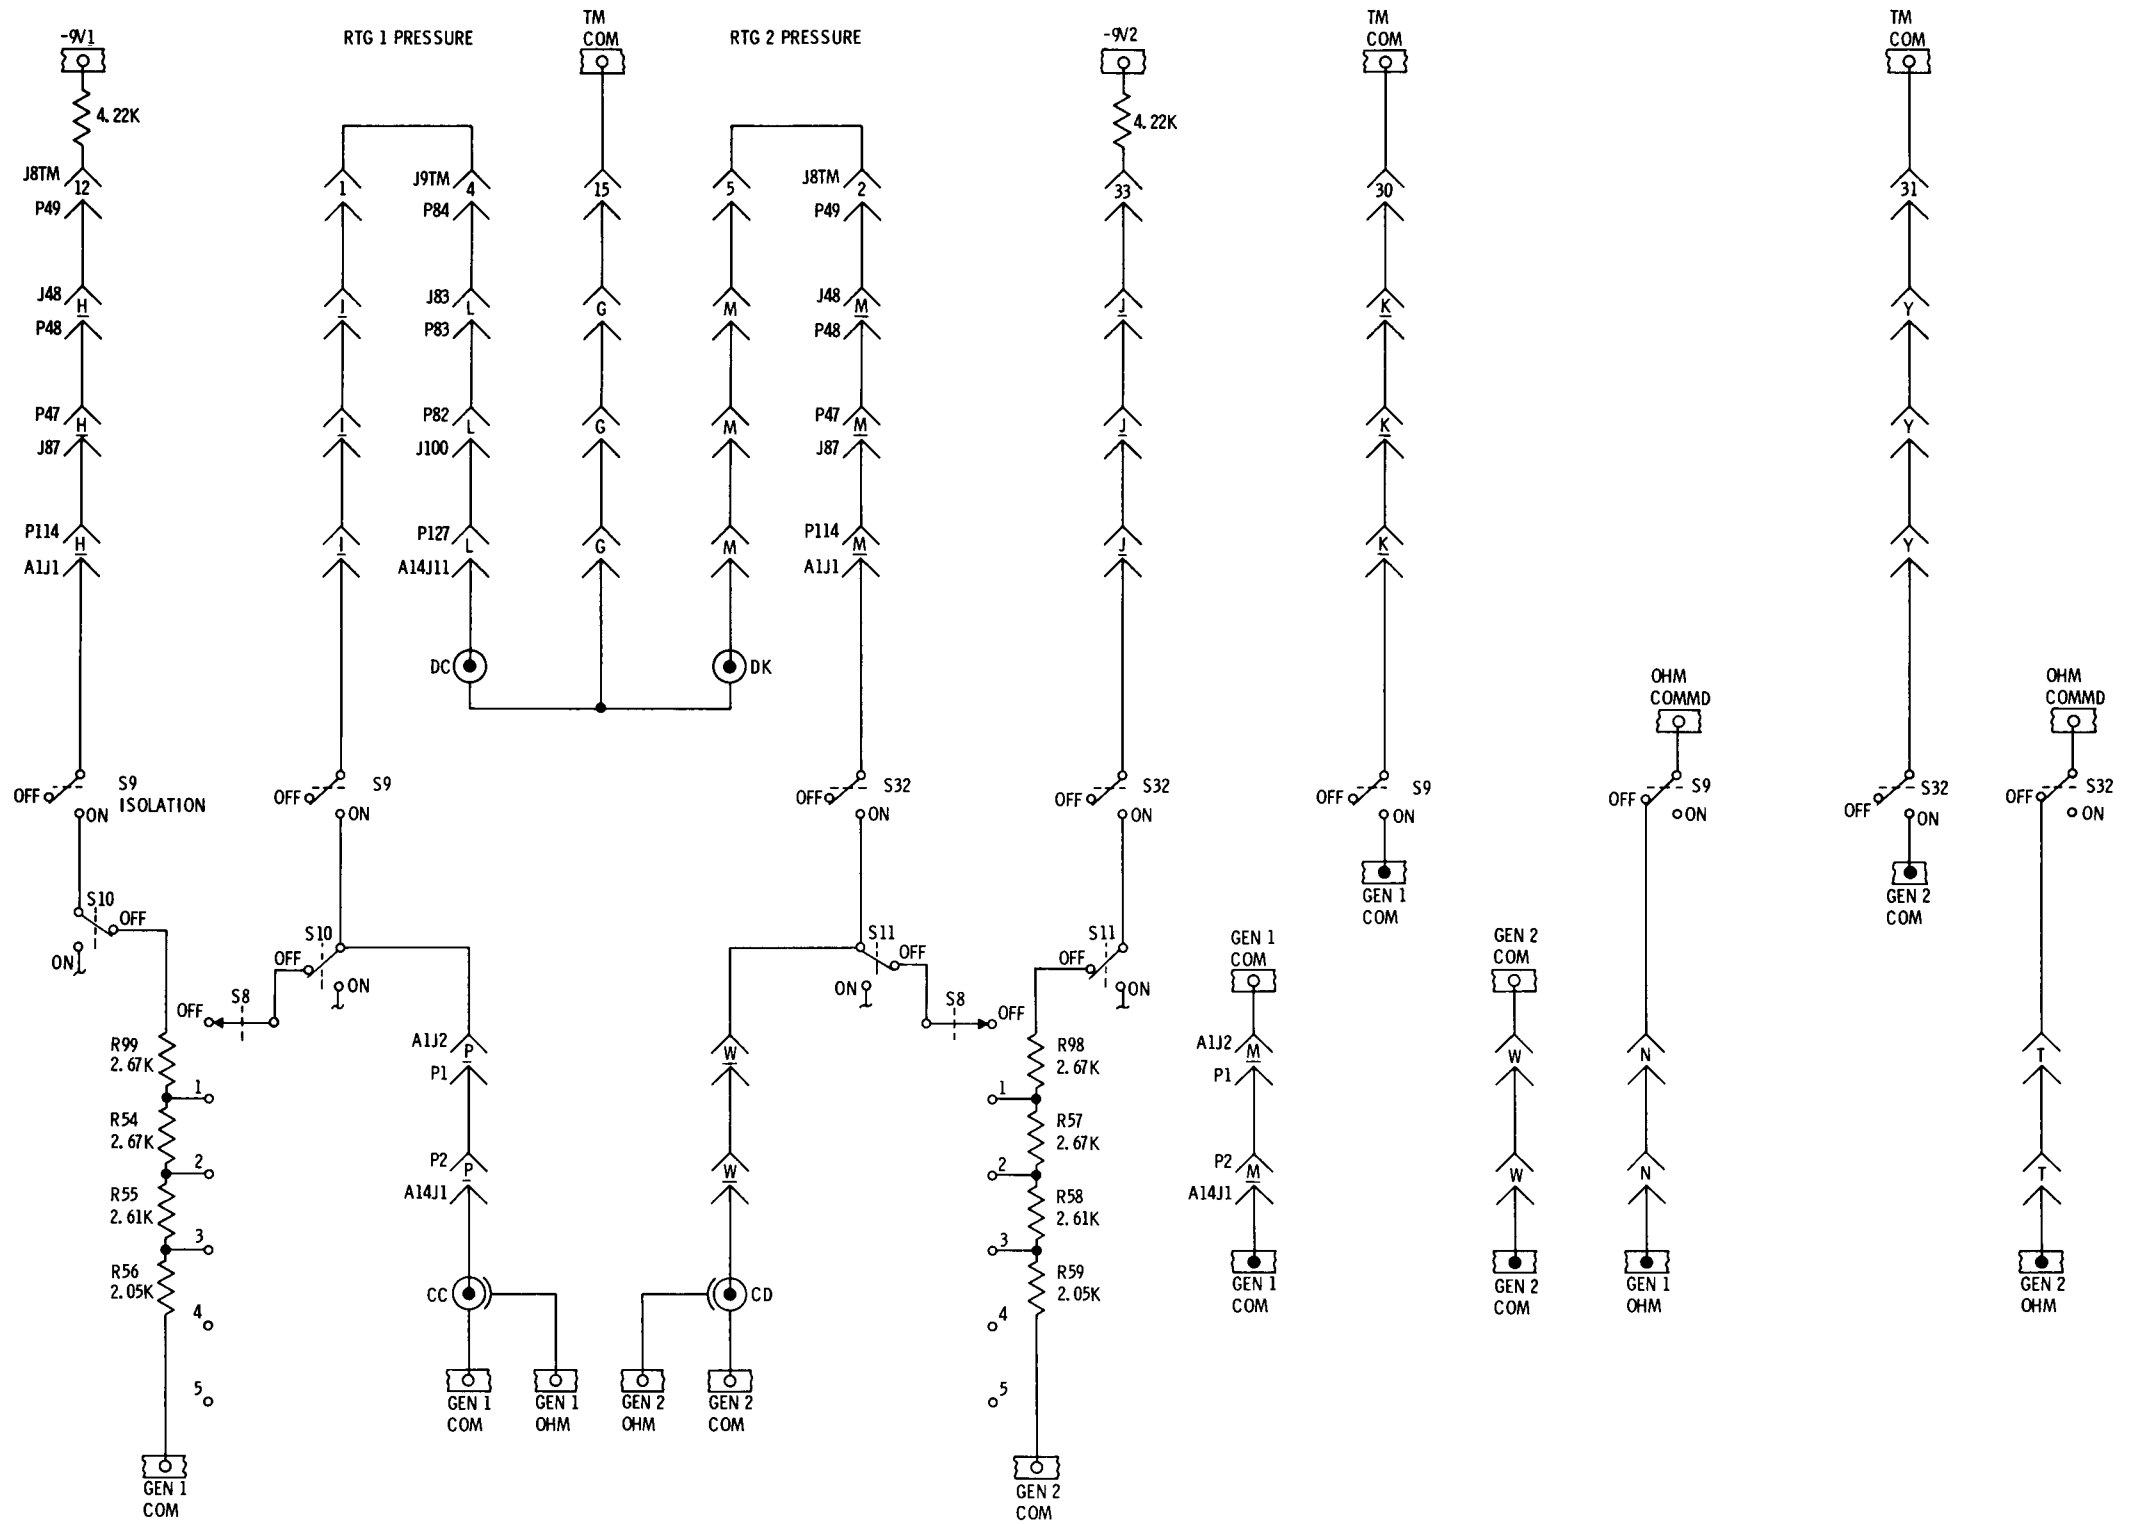 -9V1
RTG 1 PRESSURE
TM
COM
RTG 2 PRESSURE
-9V2
TM
COM
TM
COM
4.22K
4.22K
J8TM
12
P49
1
J9TM
4
P84
15
5
J8TM
2
P49
33
30
31
J48
H
P48
I
J83
L
P83
G
M
J48
M
P48
J
K
Y
P47
H
J87
I
P82
L
J100
G
M
P47
M
J87
J
K
Y
P114
H
A1J1
I
P127
L
A14J11
G
M
P114
M
A1J1
J
K
Y
DC
DK
OHM
COMMD
OHM
COMMD
OFF
S9
ISOLATION
ON
OFF
S9
ON
OFF
S32
ON
OFF
S32
ON
OFF
S9
ON
OFF
S9
ON
OFF
S32
ON
OFF
S32
ON
GEN 1
COM
GEN 2
COM
S10
OFF
ON
S10
OFF
ON
S11
OFF
ON
S11
OFF
ON
GEN 1
COM
GEN 2
COM
S8
OFF
S8
OFF
R99
2.67K
1
R54
2.67K
2
R55
2.61K
3
R56
2.05K
4
5
A1J2
P
P1
P2
P
A14J1
W
W
R98
2.67K
1
R57
2.67K
2
R58
2.61K
3
R59
2.05K
4
5
A1J2
M
P1
P2
M
A14J1
W
W
N
N
T
T
CC
CD
GEN 1
COM
GEN 2
COM
GEN 1
OHM
GEN 2
OHM
GEN 1
COM
GEN 1
OHM
GEN 2
OHM
GEN 2
COM
GEN 1
COM
GEN 2
COM